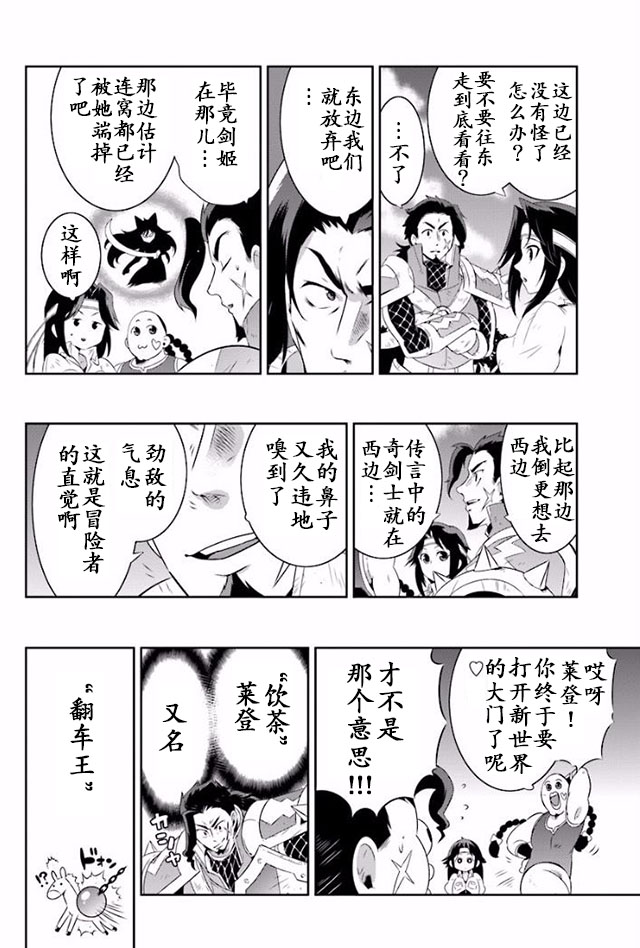 这边已经
没有怪了
怎么办？
要不要往东
走到底看看？
…不了
东边我们
就放弃吧
…
毕竟剑姬
在那儿…
那边估计
连窝都已经
被她端掉
了吧
这样啊
比起那边
我倒更想去
西边
传言中的
奇剑士就在
西边…
我的鼻子
又久违地
嗅到了
劲敌的
气息
这就是冒险者
的直觉啊
哎呀
莱登！
你终于要
打开新世界
的大门了呢
♡
才不是
那个意思!!!
“饮茶”
莱登
又名
ガシャ
“翻车王”
ドォン
!?